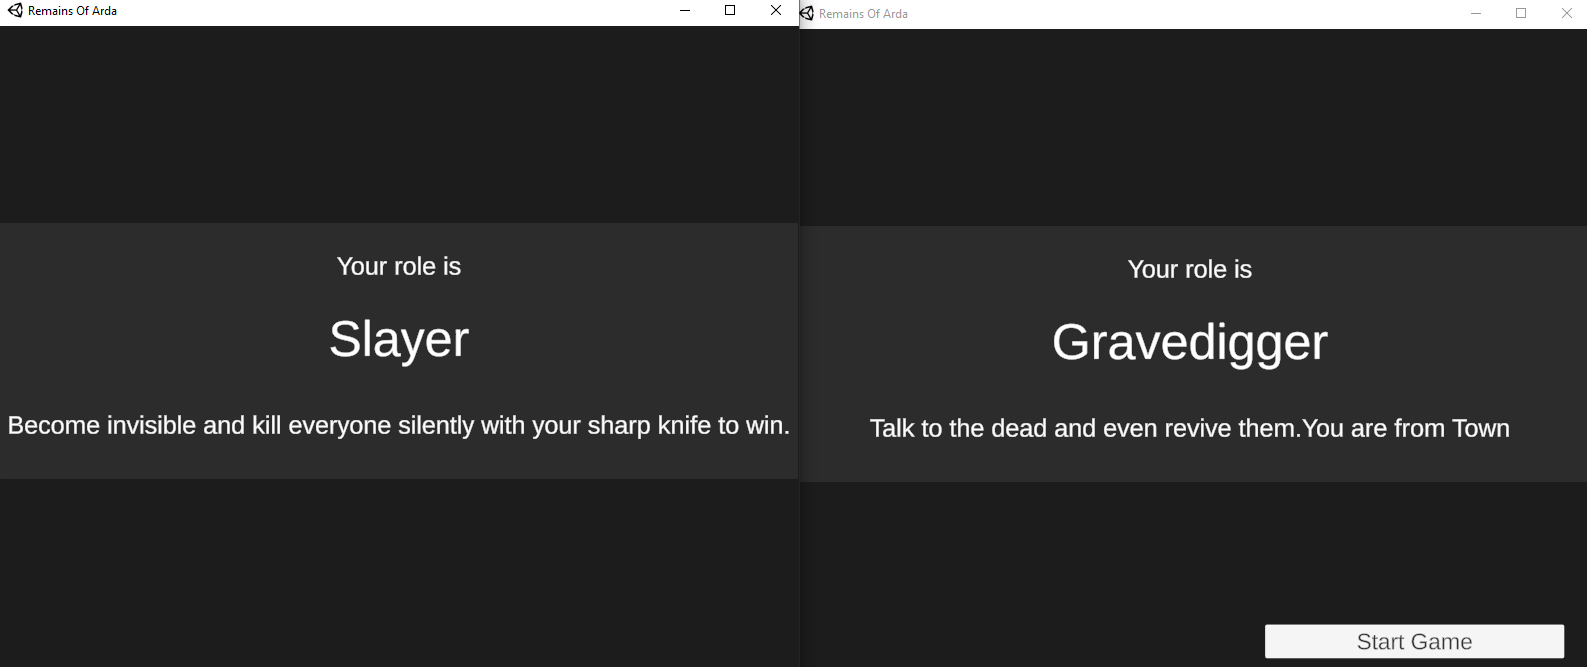 Remains Of Arda
Your role is
Slayer
Become invisible and kill everyone silently with your sharp knife to win.
Remains Of Arda
Your role is
Gravedigger
Talk to the dead and even revive them.You are from Town
Start Game